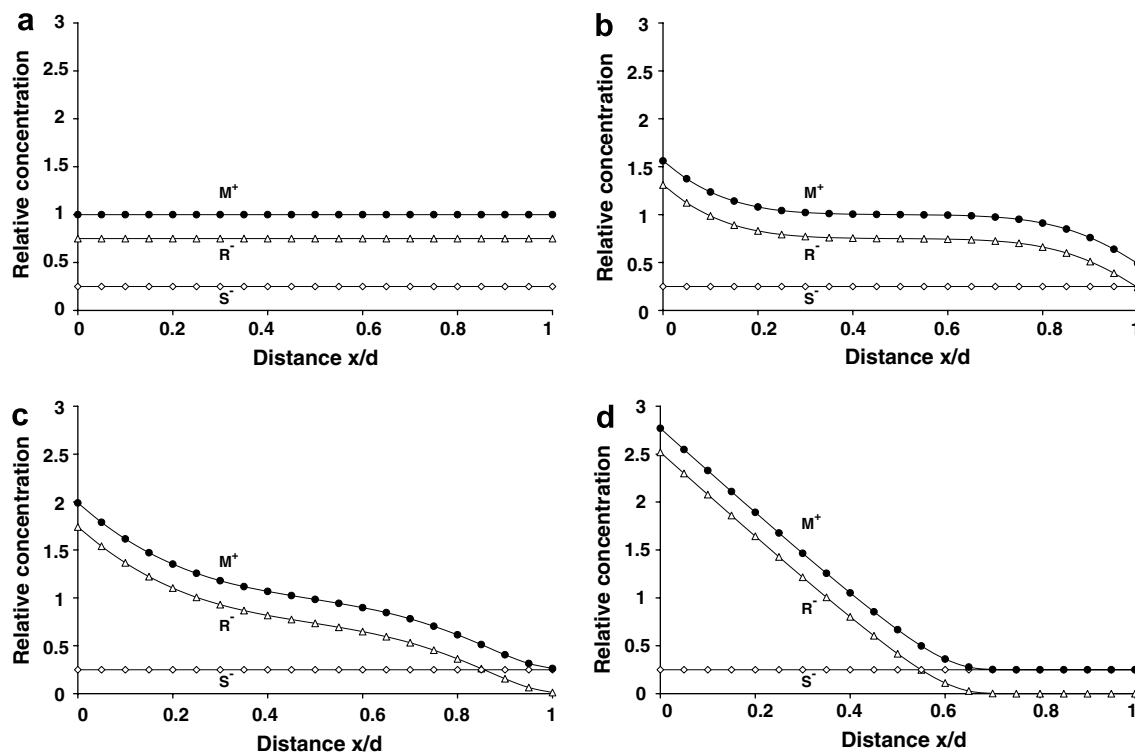 a
3
2.5
2
1.5
1
0.5
0
Relative concentration
M+
R-
S-
0 0.2 0.4 0.6 0.8 1
Distance x/d
b
3
2.5
2
1.5
1
0.5
0
Relative concentration
M+
R-
S-
0 0.2 0.4 0.6 0.8 1
Distance x/d
c
3
2.5
2
1.5
1
0.5
0
Relative concentration
M+
R-
S-
0 0.2 0.4 0.6 0.8 1
Distance x/d
d
3
2.5
2
1.5
1
0.5
0
Relative concentration
M+
R-
S-
0 0.2 0.4 0.6 0.8 1
Distance x/d